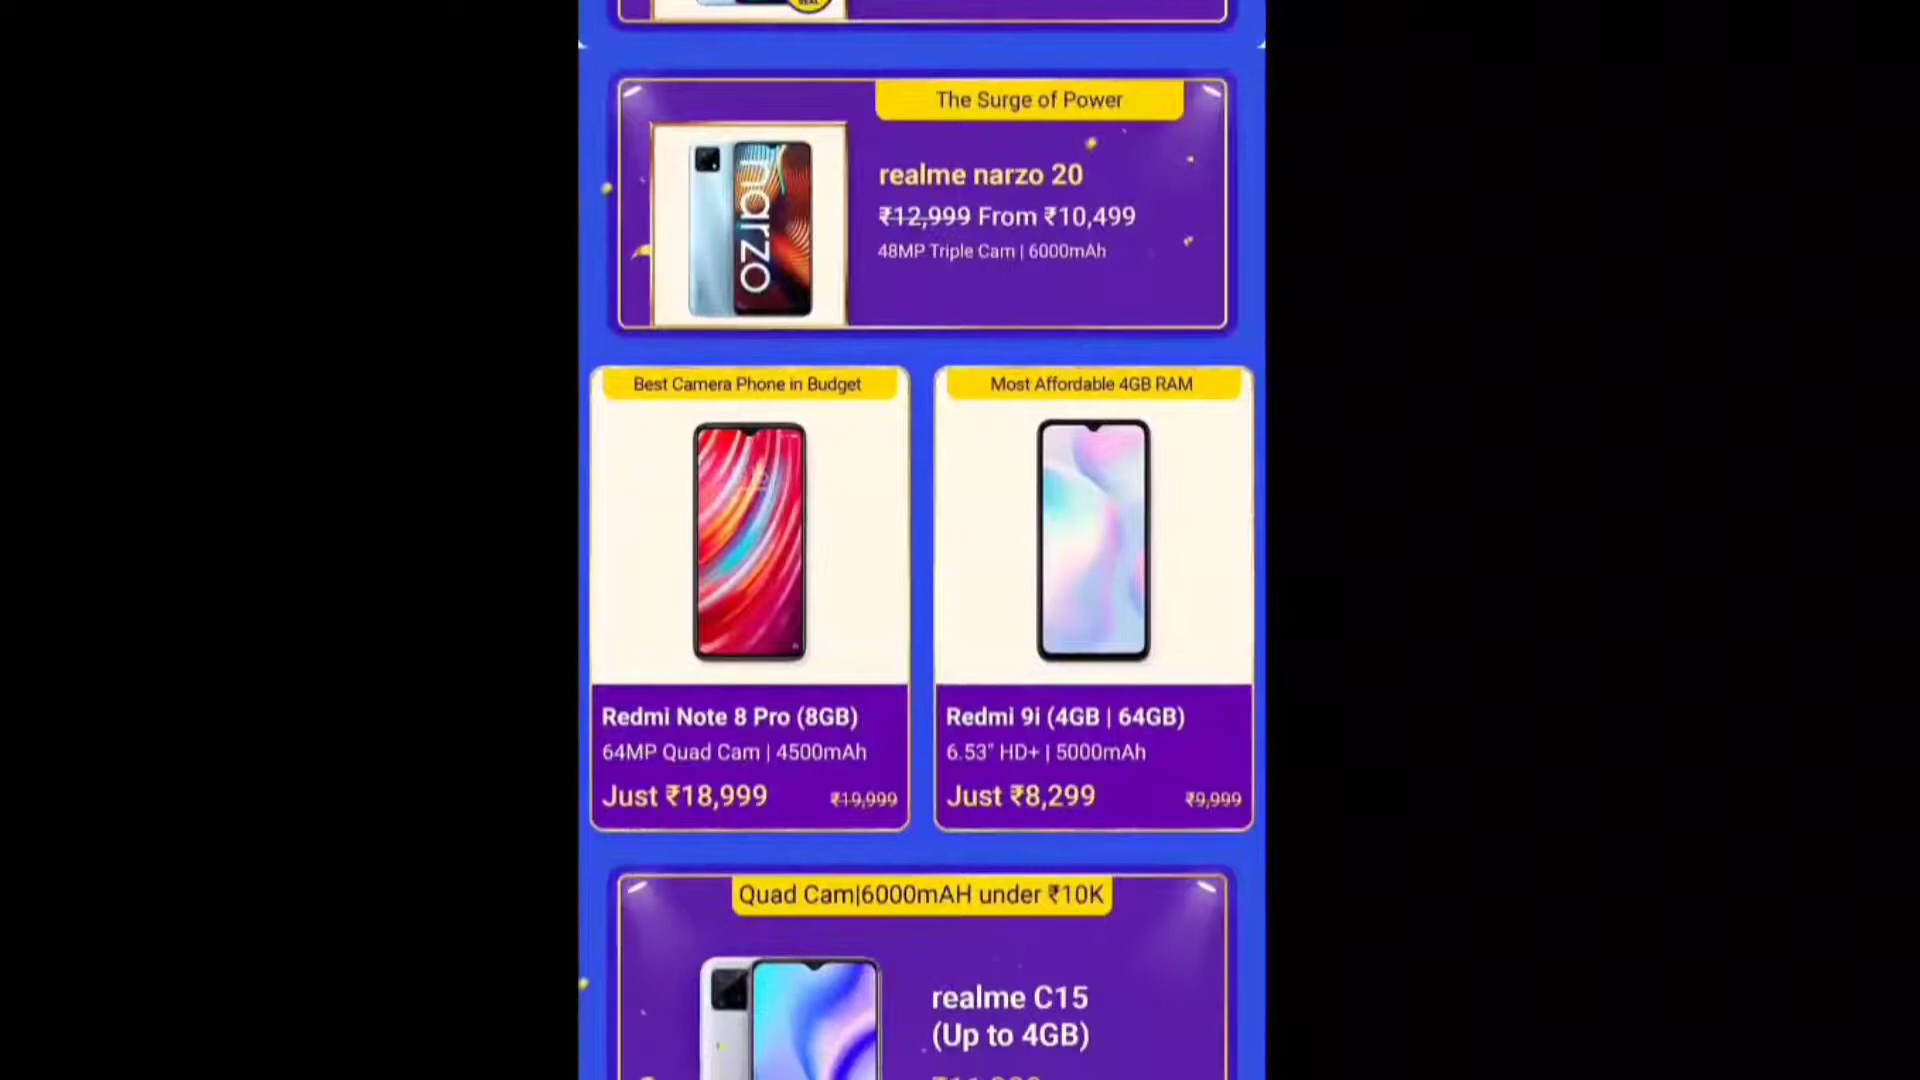 The Surge of Power
narzo
realme narzo 20
₹12,999 From ₹10,499
48MP Triple Cam | 6000mAh
Best Camera Phone in Budget
Most Affordable 4GB RAM
Redmi Note 8 Pro (8GB)
64MP Quad Cam | 4500mAh
Just ₹18,999 ₹19,999
Redmi 9i (4GB | 64GB)
6.53" HD+ | 5000mAh
Just ₹8,299 ₹9,999
Quad Cam|6000mAH under ₹10K
realme C15
(Up to 4GB)